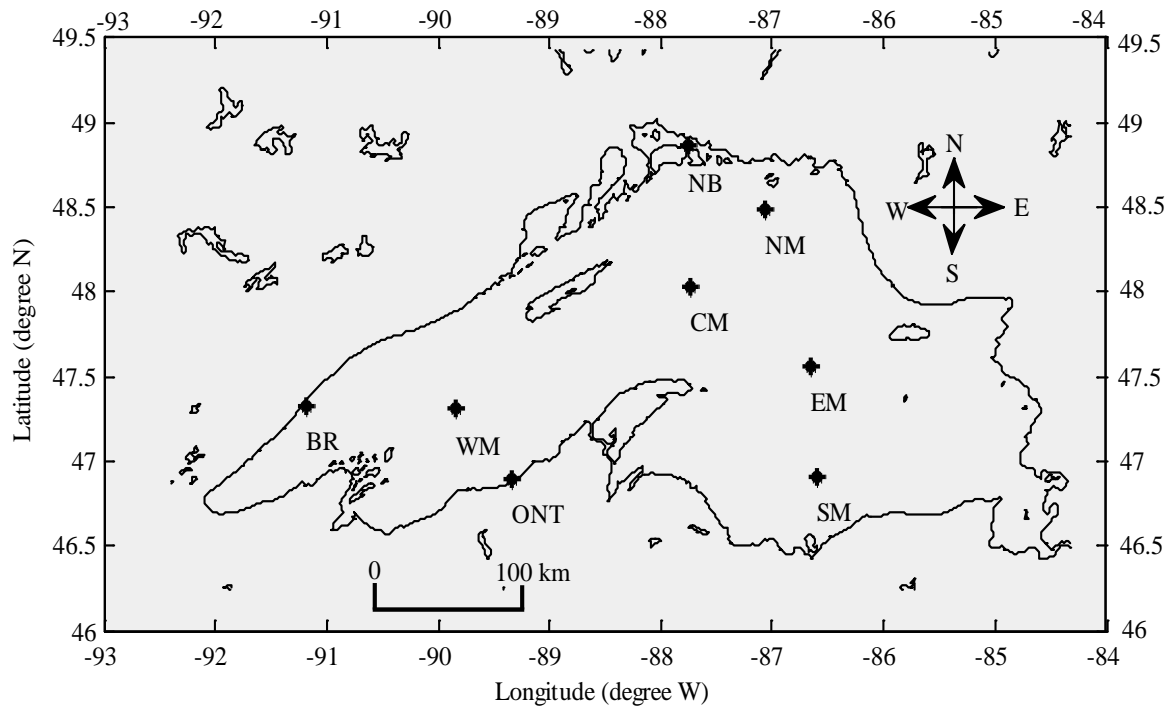 -93 -92 -91 -90 -89 -88 -87 -86 -85 -84
49.5 49.5
49 49
N
NB
48.5 W E 48.5
NM
S
48 48
CM
47.5 47.5
EM
BR WM
47 47
ONT SM
46.5 46.5
0 100 km
46 46
-93 -92 -91 -90 -89 -88 -87 -86 -85 -84
Longitude (degree W)
Latitude (degree N)